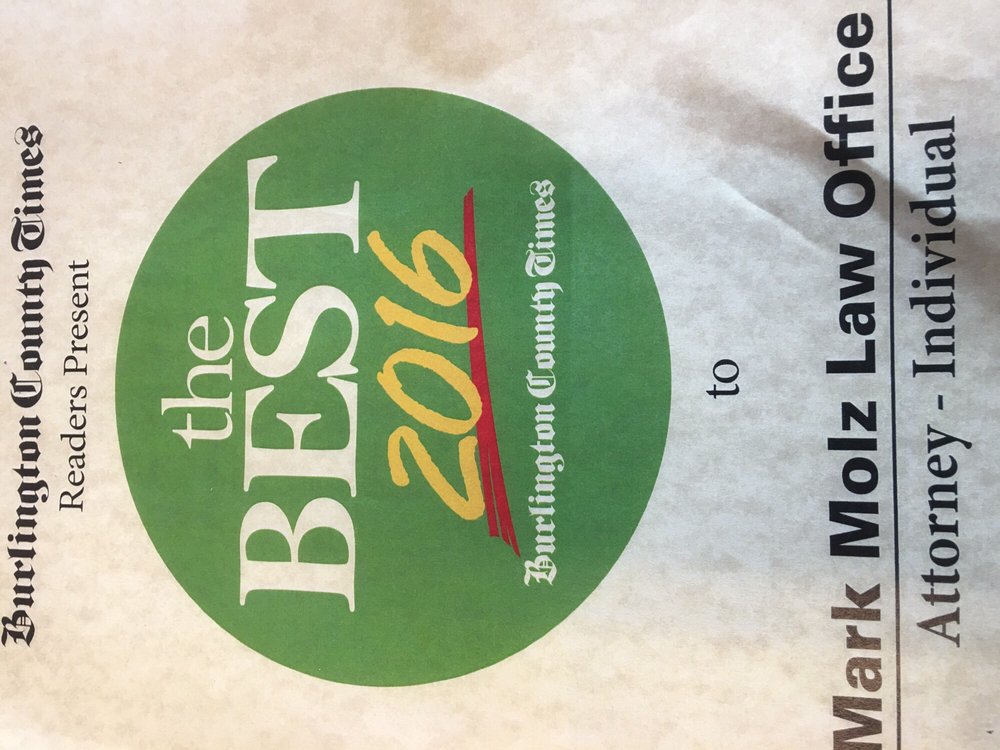 Burlington County Times
Readers Present
the
BEST
2016
Burlington County Times
to
Mark Molz Law Office
Attorney - Individual